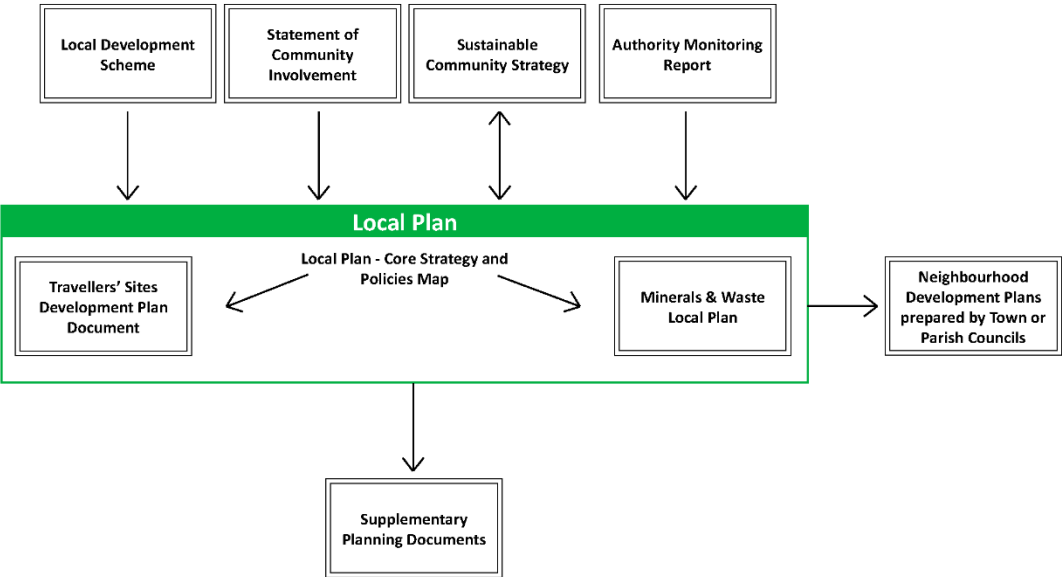 Local Development
Scheme
Statement of
Community
Involvement
Sustainable
Community Strategy
Authority Monitoring
Report
Local Plan
Local Plan - Core Strategy and
Policies Map
Travellers’ Sites
Development Plan
Document
Minerals & Waste
Local Plan
Neighbourhood
Development Plans
prepared by Town or
Parish Councils
Supplementary
Planning Documents